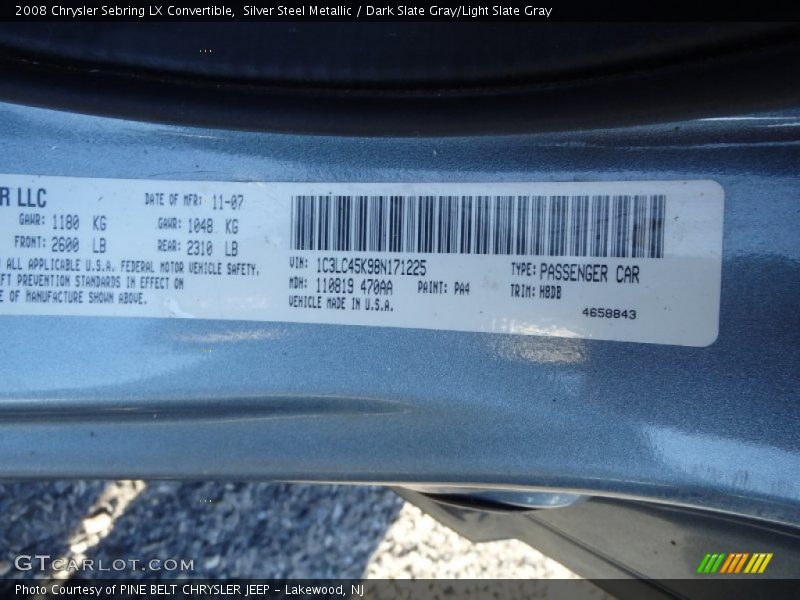 2008 Chrysler Sebring LX Convertible,  Silver Steel Metallic / Dark Slate Gray/Light Slate Gray
R LLC
DATE OF MFR: 11-07
GAWR: 1180 KG
GAWR: 1048 KG
FRONT: 2600 LB
REAR: 2310 LB
ALL APPLICABLE U.S.A. FEDERAL MOTOR VEHICLE SAFETY,
FT PREVENTION STANDARDS IN EFFECT ON
E OF MANUFACTURE SHOWN ABOVE.
VIN: 1C3LC45K98N171225
TYPE: PASSENGER CAR
MDH: 110819 470AA
PAINT: PA4
TRIM: HBDB
VEHICLE MADE IN U.S.A.
4658843
GTCARLOT.COM
Photo Courtesy of PINE BELT CHRYSLER JEEP - Lakewood, NJ